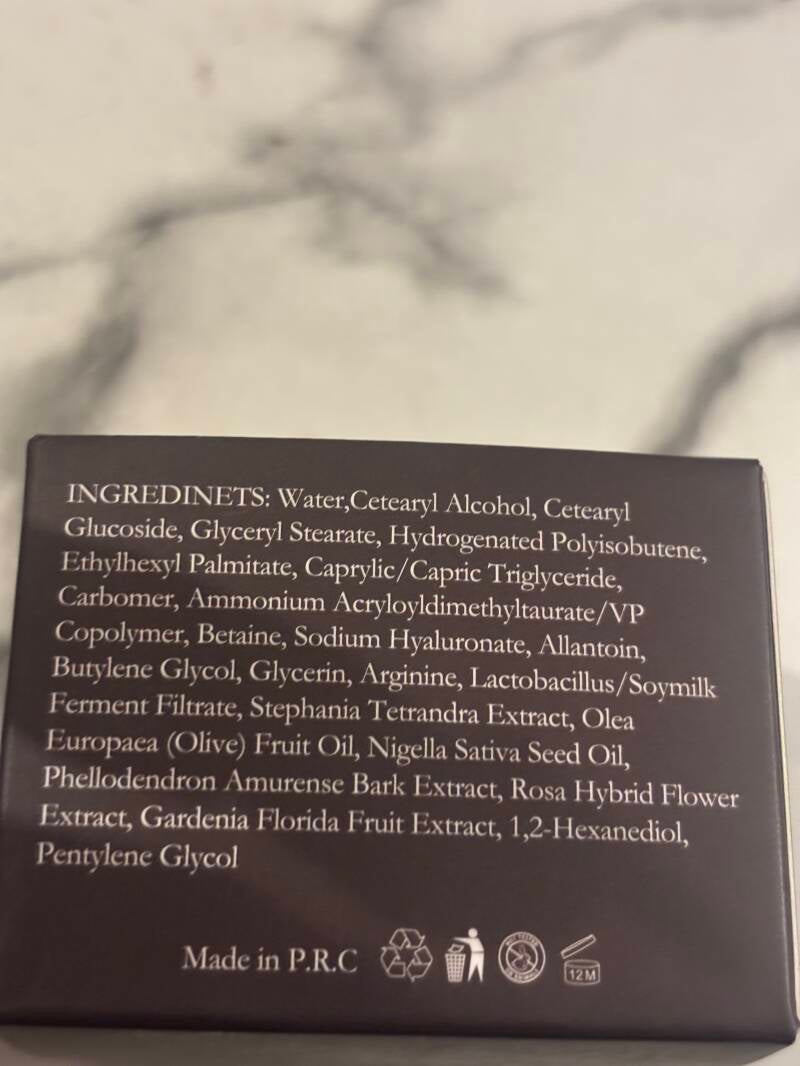 INGREDINETS: Water,Cetearyl Alcohol, Cetearyl
Glucoside, Glyceryl Stearate, Hydrogenated Polyisobutene,
Ethylhexyl Palmitate, Caprylic/Capric Triglyceride,
Carbomer, Ammonium Acryloyldimethyltaurate/VP
Copolymer, Betaine, Sodium Hyaluronate, Allantoin,
Butylene Glycol, Glycerin, Arginine, Lactobacillus/Soymilk
Ferment Filtrate, Stephania Tetrandra Extract, Olea
Europaea (Olive) Fruit Oil, Nigella Sativa Seed Oil,
Phellodendron Amurense Bark Extract, Rosa Hybrid Flower
Extract, Gardenia Florida Fruit Extract, 1,2-Hexanediol,
Pentylene Glycol
Made in P.R.C
12M